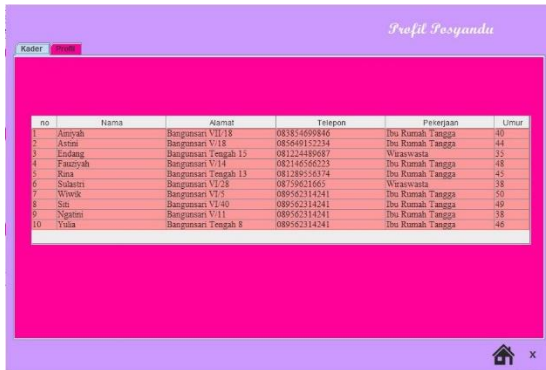 Profil Posyandu
Kader Profil
no Nama Alamat Telepon Pekerjaan Umur
1 Amiyah Bangunsari VII/18 083854699846 Ibu Rumah Tangga 40
2 Astini Bangunsari V/18 085649152234 Ibu Rumah Tangga 44
3 Endang Bangunsari Tengah 15 081224489687 Wiraswasta 35
4 Fauziyah Bangunsari V/14 082146566223 Ibu Rumah Tangga 48
5 Rina Bangunsari Tengah 13 081289556374 Ibu Rumah Tangga 45
6 Sulastri Bangunsari VI/28 08759621665 Wiraswasta 38
7 Wiwik Bangunsari VI/5 089562314241 Ibu Rumah Tangga 50
8 Siti Bangunsari VI/40 089562314241 Ibu Rumah Tangga 49
9 Ngatini Bangunsari V/11 089562314241 Ibu Rumah Tangga 38
10 Yulia Bangunsari Tengah 8 089562314241 Ibu Rumah Tangga 46
X